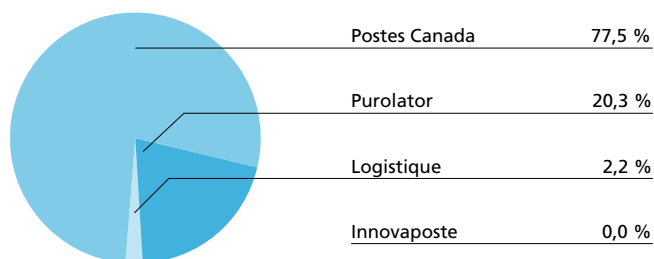 Postes Canada 77,5 %
Purolator 20,3 %
Logistique 2,2 %
Innovaposte 0,0 %